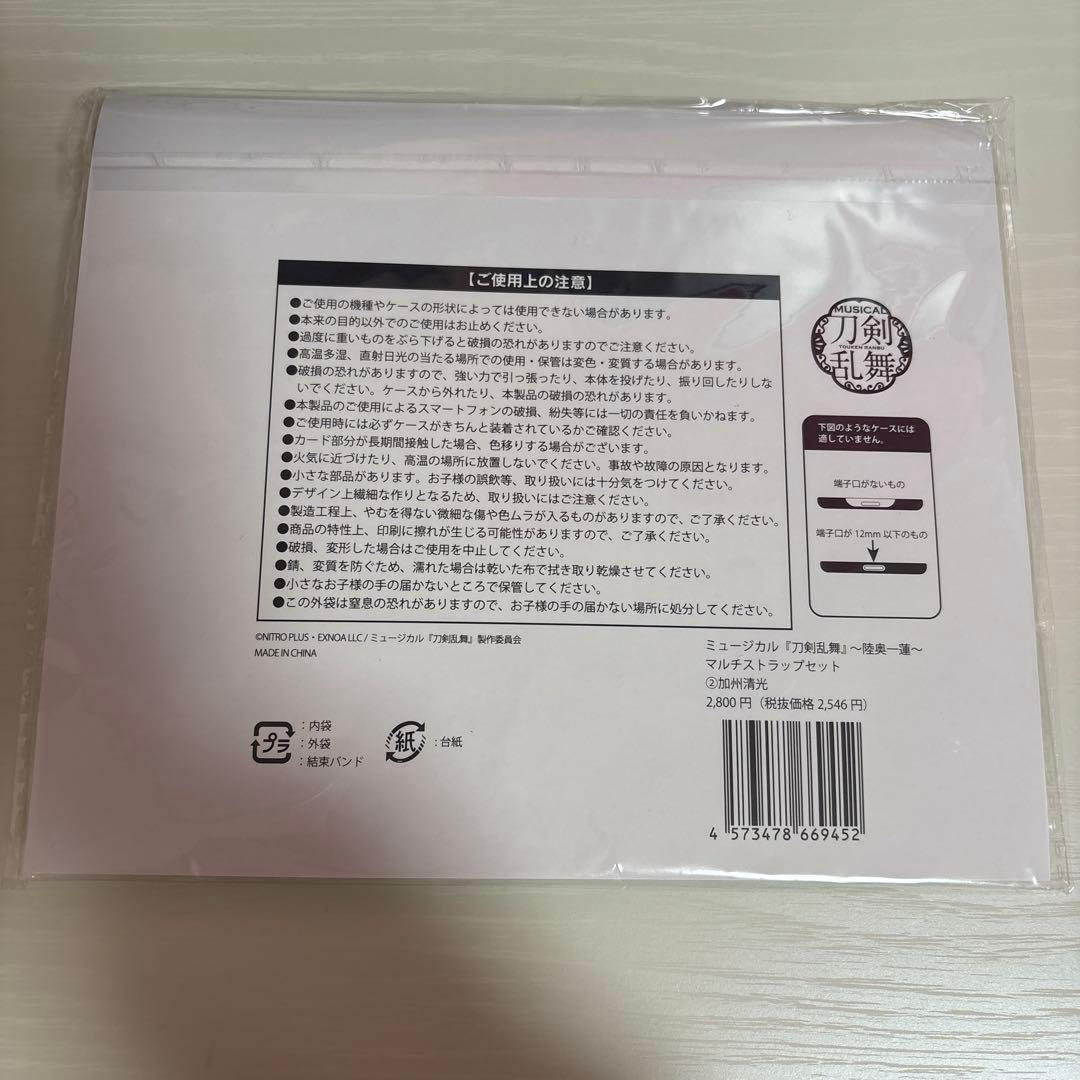 【ご使用上の注意】
●ご使用の機種やケースの形状によっては使用できない場合があります。
●本来の目的以外でのご使用はお止めください。
●過度に重いものをぶら下げると破損の恐れがありますのでご注意ください。
●高温多湿、直射日光の当たる場所での使用・保管は変色・変質する場合があります。
●破損の恐れがありますので、強い力で引っ張ったり、本体を投げたり、振り回したりしな
いでください。ケースから外れたり、本製品の破損の恐れがあります。
●本製品のご使用によるスマートフォンの破損、紛失等には一切の責任を負いかねます。
●ご使用時には必ずケースがきちんと装着されているかご確認ください。
●カード部分が長期間接触した場合、色移りする場合がございます。
●火気に近づけたり、高温の場所に放置しないでください。事故や故障の原因となります。
●小さな部品があります。お子様の誤飲等、取り扱いには十分気をつけてください。
●デザイン上繊細な作りとなるため、取り扱いにはご注意ください。
●製造工程上、やむを得ない微細な傷や色ムラが入るものがありますので、ご了承ください。
●商品の特性上、印刷に擦れが生じる可能性がありますので、ご了承ください。
●破損、変形した場合はご使用を中止してください。
●錆、変質を防ぐため、濡れた場合は乾いた布で拭き取り乾燥させてください。
●小さなお子様の手の届かないところで保管してください。
●この外袋は窒息の恐れがありますので、お子様の手の届かない場所に処分してください。
©NITRO PLUS・EXNOA LLC / ミュージカル『刀剣乱舞』製作委員会
MADE IN CHINA
プラ
：内袋
：外袋
：結束バンド
紙
：台紙
MUSICAL
刀剣
TOUKEN RANBU
乱舞
下図のようなケースには
適していません。
端子口がないもの
端子口が 12mm 以下のもの
ミュージカル『刀剣乱舞』～陸奥一蓮～
マルチストラップセット
②加州清光
2,800 円（税抜価格 2,546 円）
4 573478 669452